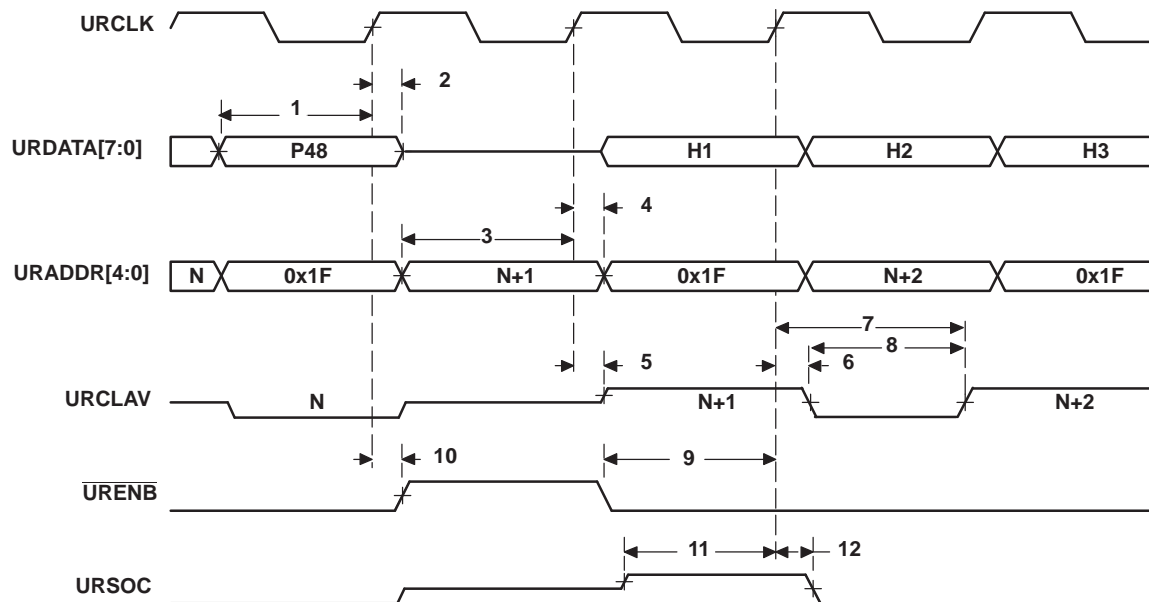 URCLK
2
1
URDATA[7:0] P48 H1 H2 H3
4
3
URADDR[4:0] N 0x1F N+1 0x1F N+2 0x1F
7
8
5 6
URCLAV N N+1 N+2
10 9
URENB
11 12
URSOC